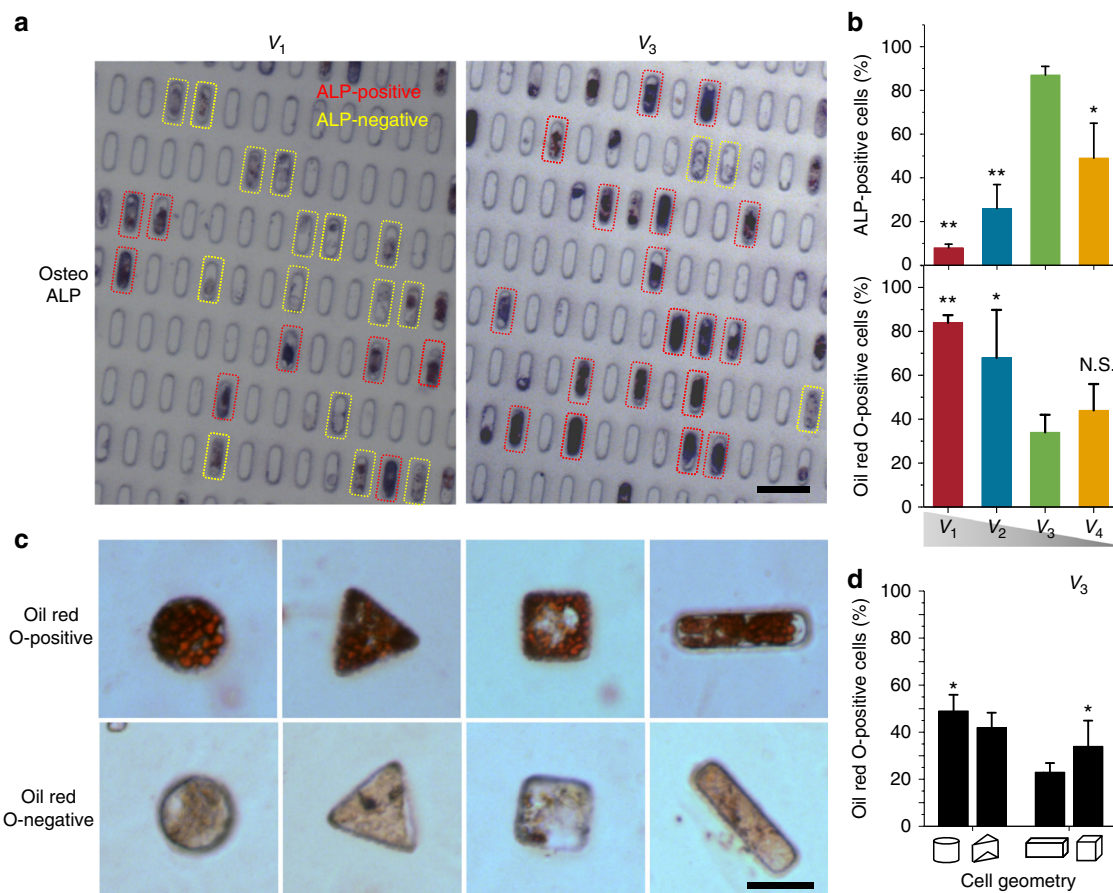 a
V1
V3
ALP-positive
ALP-negative
Osteo
ALP
b
ALP-positive cells (%)
100
80
60
40
20
0
**
**
*
Oil red O-positive cells (%)
100
80
60
40
20
0
**
*
N.S.
V1
V2
V3
V4
c
Oil red
O-positive
Oil red
O-negative
d
V3
Oil red O-positive cells (%)
100
80
60
40
20
0
*
*
Cell geometry